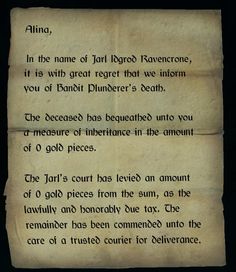 Alina,
In the name of Jarl Idgrod Ravencrone,
it is with great regret that we inform
you of Bandit Plunderer's death.
The deceased has bequeathed unto you
a measure of inheritance in the amount
of 0 gold pieces.
The Jarl's court has levied an amount
of 0 gold pieces from the sum, as the
lawfully and honorably due tax. The
remainder has been commended unto the
care of a trusted courier for deliverance.